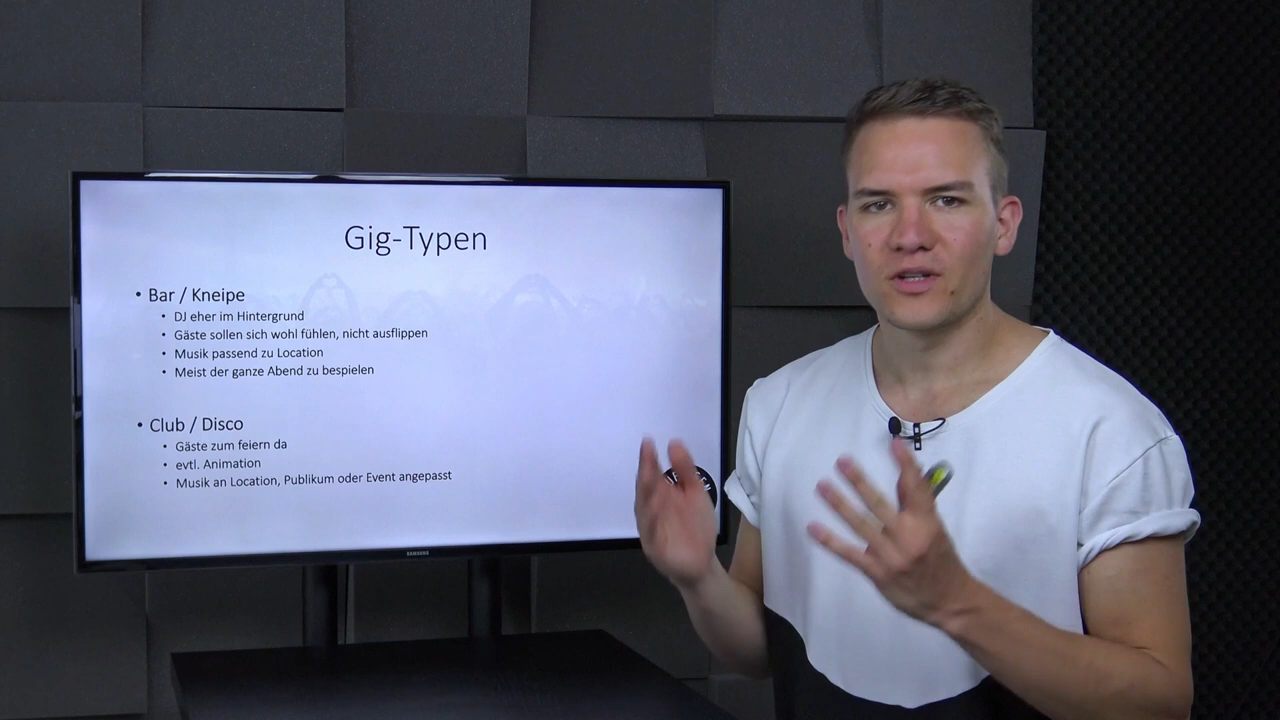 Gig-Typen
• Bar / Kneipe
• DJ eher im Hintergrund
• Gäste sollen sich wohl fühlen, nicht ausflippen
• Musik passend zu Location
• Meist der ganze Abend zu bespielen
• Club / Disco
• Gäste zum feiern da
• evtl. Animation
• Musik an Location, Publikum oder Event angepasst
SAMSUNG